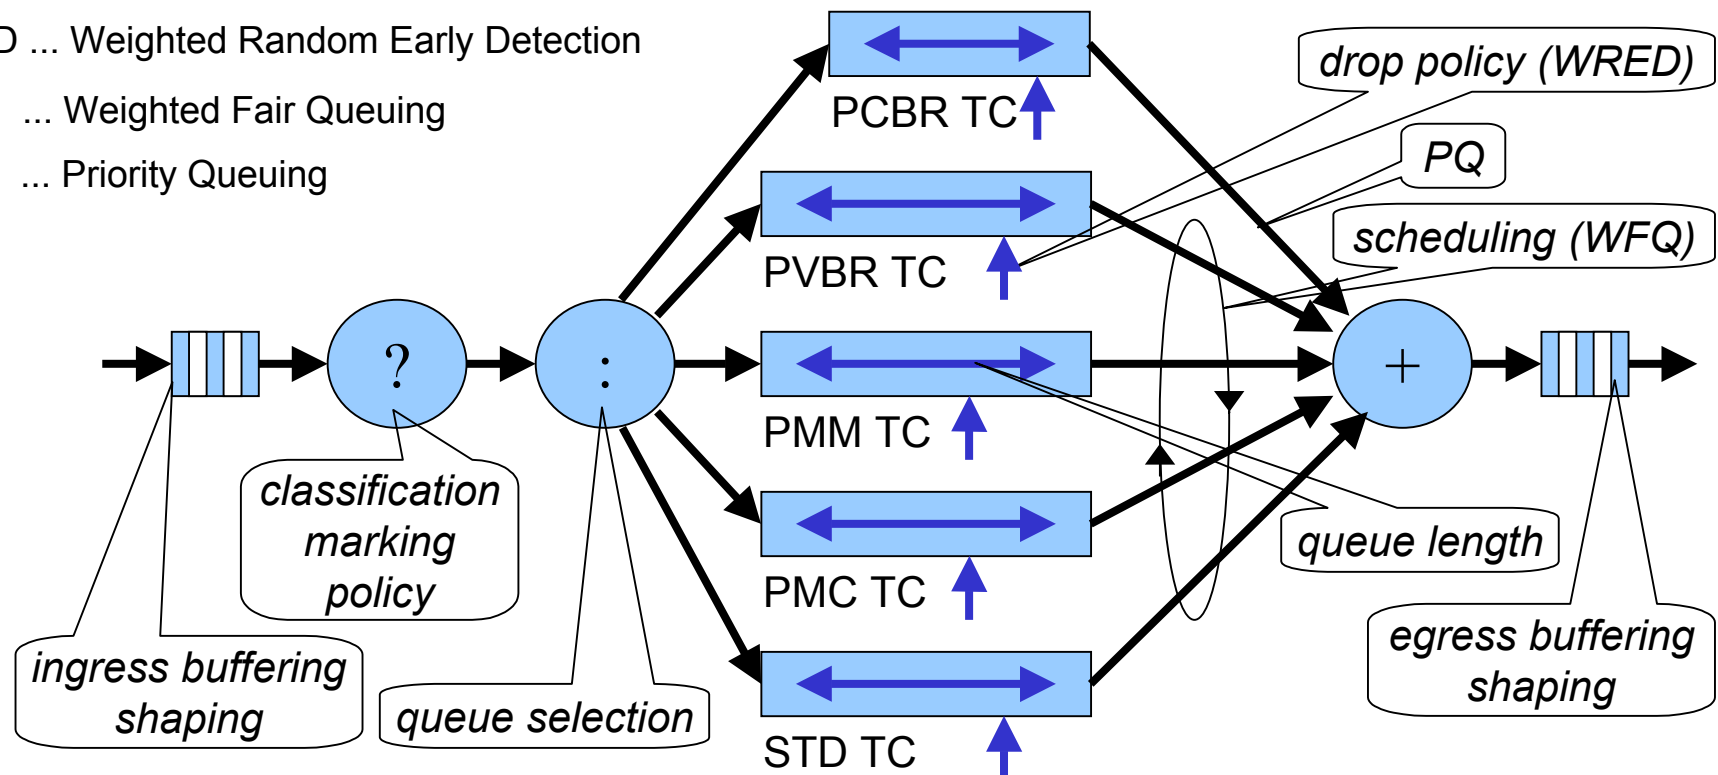 D ... Weighted Random Early Detection
... Weighted Fair Queuing
... Priority Queuing
PCBR TC
PVBR TC
PMM TC
PMC TC
STD TC
drop policy (WRED)
PQ
scheduling (WFQ)
?
:
+
classification
marking
policy
ingress buffering
shaping
queue selection
queue length
egress buffering
shaping